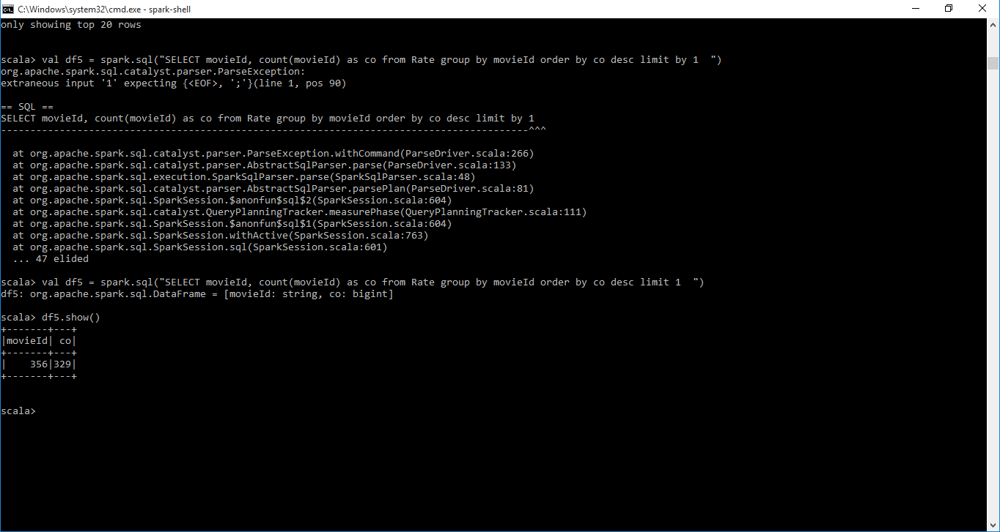 C:\Windows\system32\cmd.exe - spark-shell
only showing top 20 rows
scala> val df5 = spark.sql("SELECT movieId, count(movieId) as co from Rate group by movieId order by co desc limit by 1  ")
org.apache.spark.sql.catalyst.parser.ParseException:
extraneous input '1' expecting {<EOF>, ';'}(line 1, pos 90)
== SQL ==
SELECT movieId, count(movieId) as co from Rate group by movieId order by co desc limit by 1
------------------------------------------------------------------------------------------^^^
  at org.apache.spark.sql.catalyst.parser.ParseException.withCommand(ParseDriver.scala:266)
  at org.apache.spark.sql.catalyst.parser.AbstractSqlParser.parse(ParseDriver.scala:133)
  at org.apache.spark.sql.execution.SparkSqlParser.parse(SparkSqlParser.scala:48)
  at org.apache.spark.sql.catalyst.parser.AbstractSqlParser.parsePlan(ParseDriver.scala:81)
  at org.apache.spark.sql.SparkSession.$anonfun$sql$2(SparkSession.scala:604)
  at org.apache.spark.sql.catalyst.QueryPlanningTracker.measurePhase(QueryPlanningTracker.scala:111)
  at org.apache.spark.sql.SparkSession.$anonfun$sql$1(SparkSession.scala:604)
  at org.apache.spark.sql.SparkSession.withActive(SparkSession.scala:763)
  at org.apache.spark.sql.SparkSession.sql(SparkSession.scala:601)
  ... 47 elided
scala> val df5 = spark.sql("SELECT movieId, count(movieId) as co from Rate group by movieId order by co desc limit 1  ")
df5: org.apache.spark.sql.DataFrame = [movieId: string, co: bigint]
scala> df5.show()
+-------+---+
|movieId| co|
+-------+---+
|    356|329|
+-------+---+
scala>